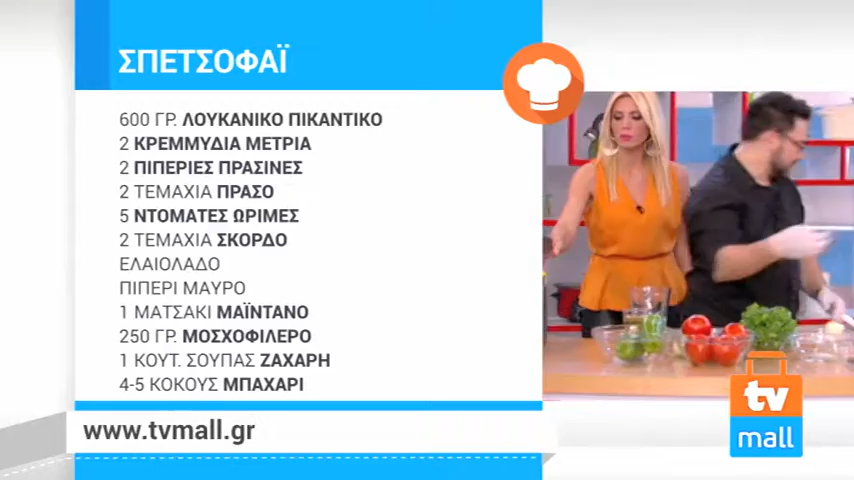 ΣΠΕΤΣΟΦΑΪ
600 ΓΡ. ΛΟΥΚΑΝΙΚΟ ΠΙΚΑΝΤΙΚΟ
2 ΚΡΕΜΜΥΔΙΑ ΜΕΤΡΙΑ
2 ΠΙΠΕΡΙΕΣ ΠΡΑΣΙΝΕΣ
2 ΤΕΜΑΧΙΑ ΠΡΑΣΟ
5 ΝΤΟΜΑΤΕΣ ΩΡΙΜΕΣ
2 ΤΕΜΑΧΙΑ ΣΚΟΡΔΟ
ΕΛΑΙΟΛΑΔΟ
ΠΙΠΕΡΙ ΜΑΥΡΟ
1 ΜΑΤΣΑΚΙ ΜΑΪΝΤΑΝΟ
250 ΓΡ. ΜΟΣΧΟΦΙΛΕΡΟ
1 ΚΟΥΤ. ΣΟΥΠΑΣ ΖΑΧΑΡΗ
4-5 ΚΟΚΟΥΣ ΜΠΑΧΑΡΙ
www.tvmall.gr
tv
mall